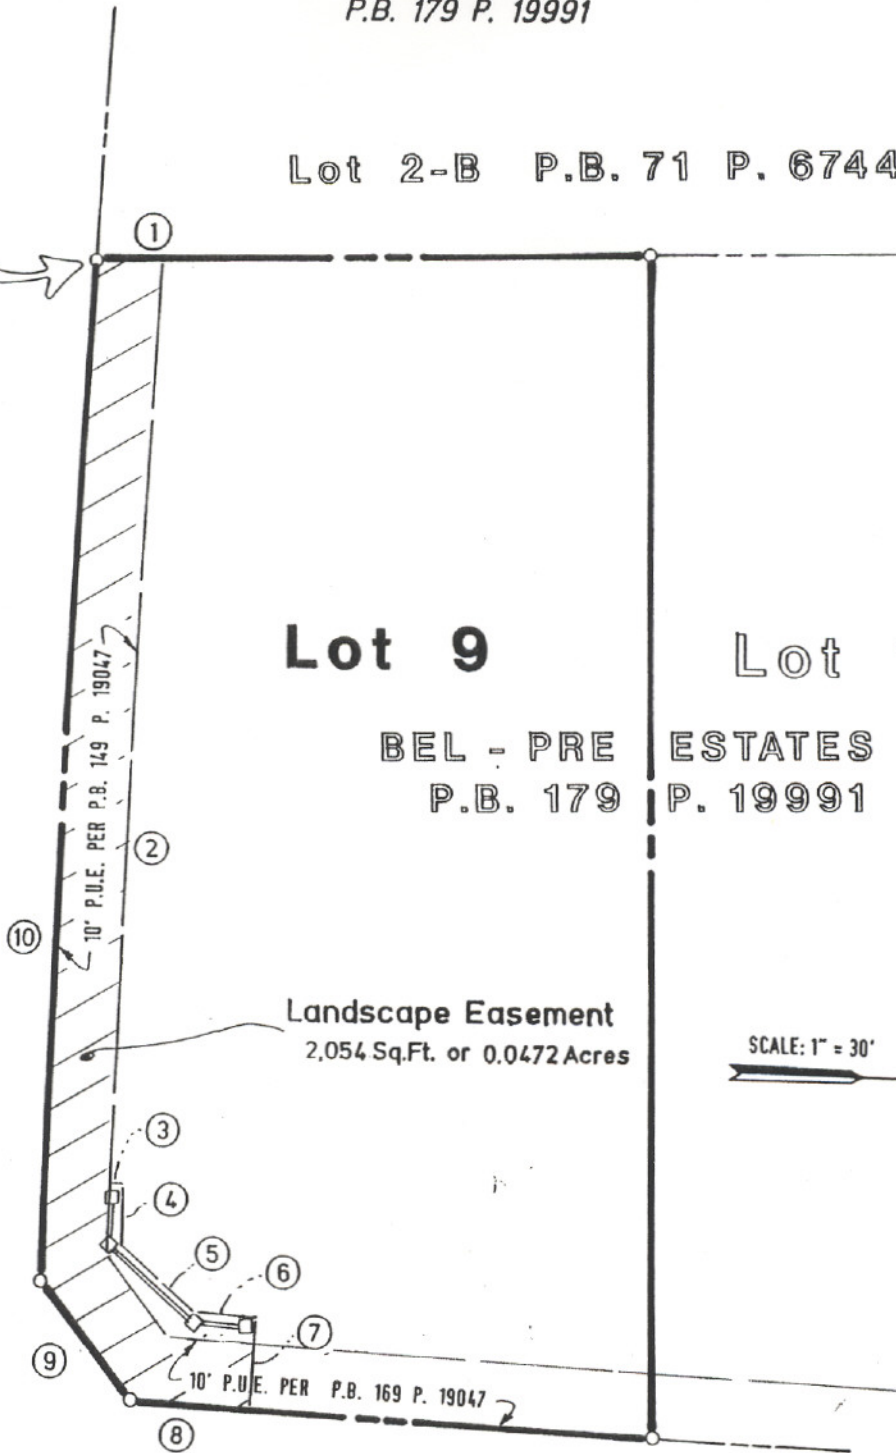 P.B. 179 P. 19991
Lot 2-B P.B. 71 P. 6744
1
Lot 9
Lot
BEL - PRE ESTATES
P.B. 179 P. 19991
10' P.U.E. PER P.B. 149 P. 19047
2
10
Landscape Easement
2,054 Sq.Ft. or 0.0472 Acres
SCALE: 1" = 30'
3
4
5
6
7
9
10' P.U.E. PER P.B. 169 P. 19047
8